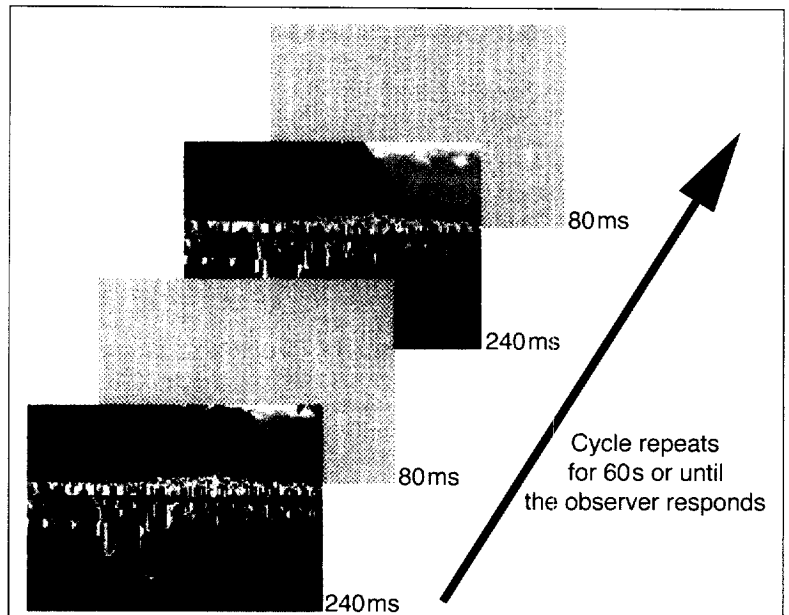 80ms
240ms
80ms
Cycle repeats
for 60s or until
the observer responds
240ms